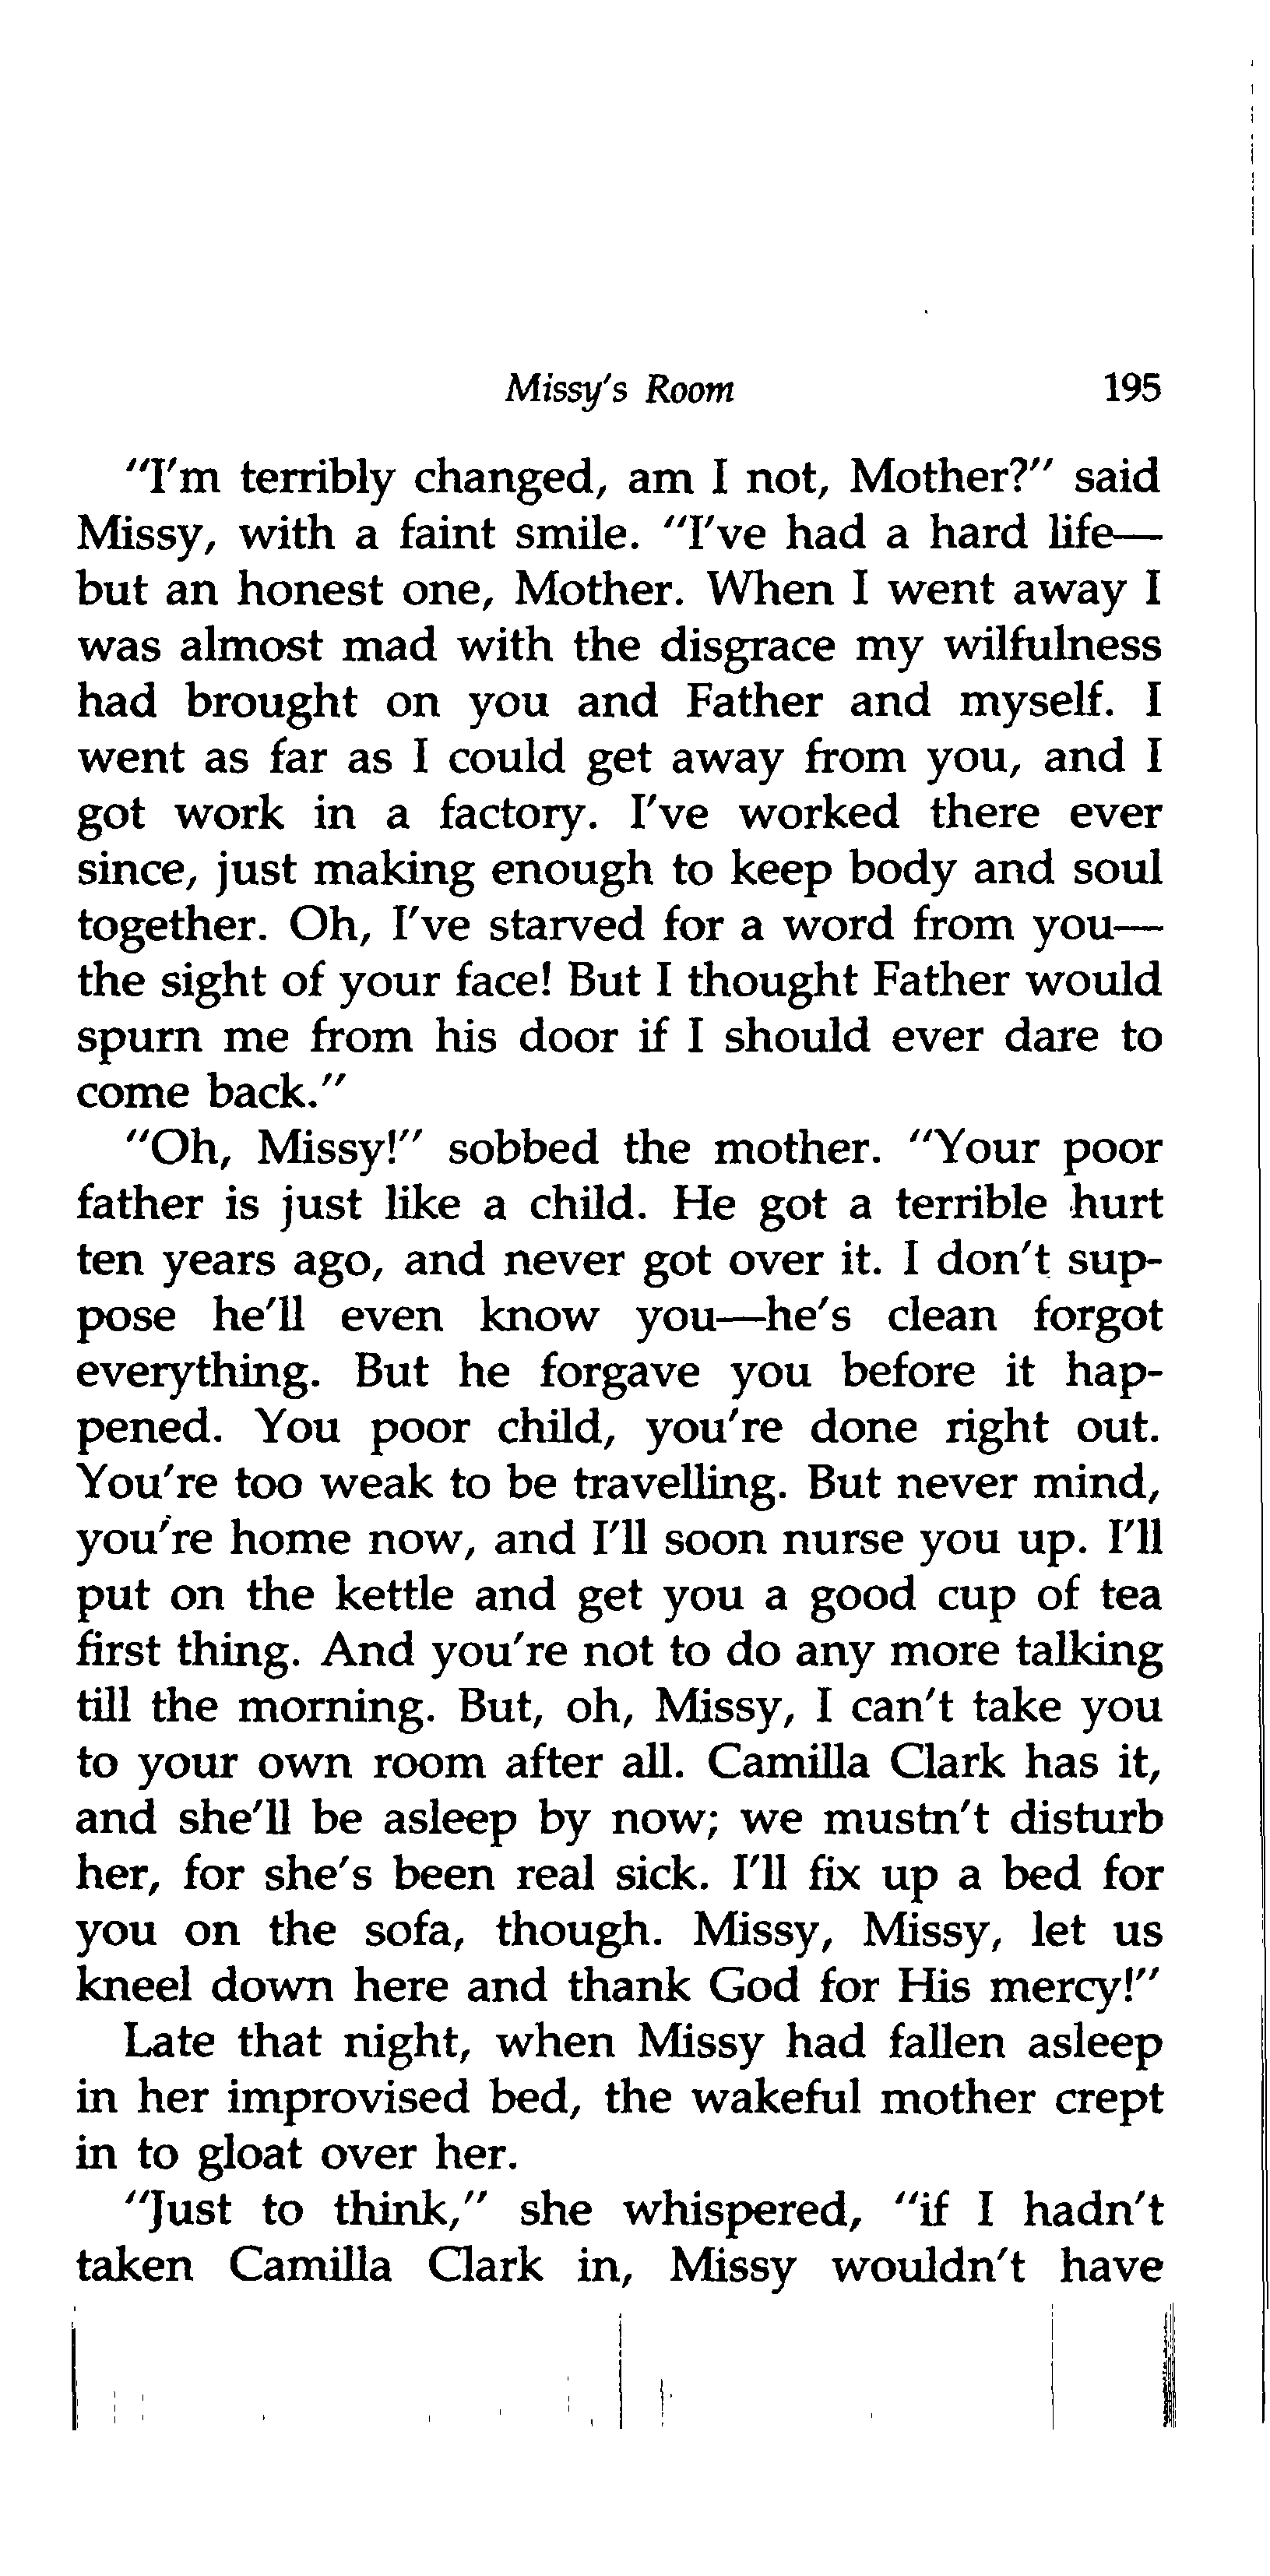 Missy's Room 195
"I'm terribly changed, am I not, Mother?" said
Missy, with a faint smile. "I've had a hard life—
but an honest one, Mother. When I went away I
was almost mad with the disgrace my wilfulness
had brought on you and Father and myself. I
went as far as I could get away from you, and I
got work in a factory. I've worked there ever
since, just making enough to keep body and soul
together. Oh, I've starved for a word from you—
the sight of your face! But I thought Father would
spurn me from his door if I should ever dare to
come back."
"Oh, Missy!" sobbed the mother. "Your poor
father is just like a child. He got a terrible hurt
ten years ago, and never got over it. I don't sup-
pose he'll even know you—he's clean forgot
everything. But he forgave you before it hap-
pened. You poor child, you're done right out.
You're too weak to be travelling. But never mind,
you're home now, and I'll soon nurse you up. I'll
put on the kettle and get you a good cup of tea
first thing. And you're not to do any more talking
till the morning. But, oh, Missy, I can't take you
to your own room after all. Camilla Clark has it,
and she'll be asleep by now; we mustn't disturb
her, for she's been real sick. I'll fix up a bed for
you on the sofa, though. Missy, Missy, let us
kneel down here and thank God for His mercy!"
Late that night, when Missy had fallen asleep
in her improvised bed, the wakeful mother crept
in to gloat over her.
"Just to think," she whispered, "if I hadn't
taken Camilla Clark in, Missy wouldn't have